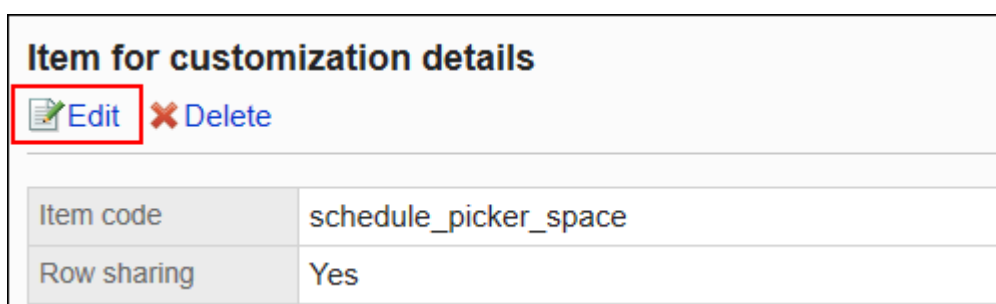 Item for customization details
Edit Delete
Item code schedule_picker_space
Row sharing Yes